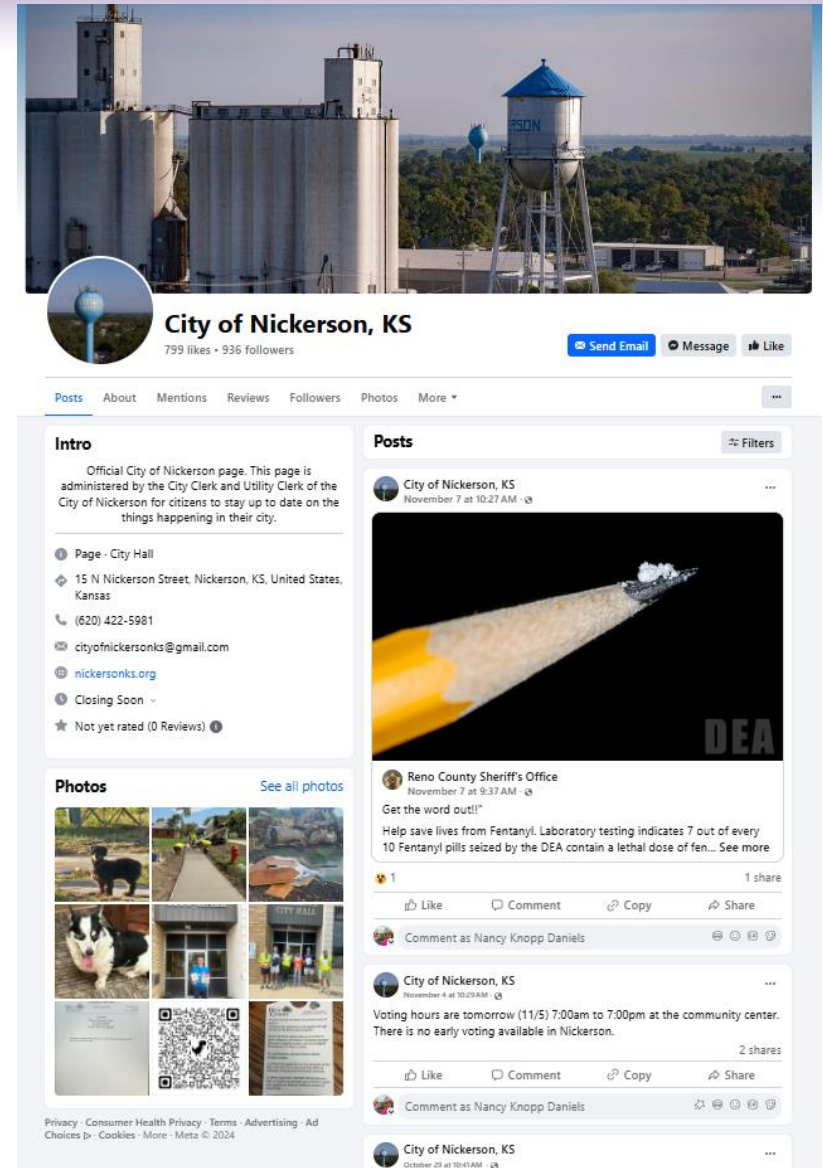 City of Nickerson, KS
799 likes • 936 followers
Send Email
Message
Like
Posts
About
Mentions
Reviews
Followers
Photos
More
Intro
Official City of Nickerson page. This page is
administered by the City Clerk and Utility Clerk of the
City of Nickerson for citizens to stay up to date on the
things happening in their city.
Page · City Hall
15 N Nickerson Street, Nickerson, KS, United States,
Kansas
(620) 422-5981
cityofnickersonks@gmail.com
nickersonks.org
Closing Soon
Not yet rated (0 Reviews)
Photos
See all photos
CITY HALL
Privacy · Consumer Health Privacy · Terms · Advertising · Ad
Choices · Cookies · More · Meta © 2024
Posts
Filters
City of Nickerson, KS
November 7 at 10:27 AM ·
DEA
Reno County Sheriff's Office
November 7 at 9:37 AM ·
Get the word out!!"
Help save lives from Fentanyl. Laboratory testing indicates 7 out of every
10 Fentanyl pills seized by the DEA contain a lethal dose of fen... See more
1
1 share
Like
Comment
Copy
Share
Comment as Nancy Knopp Daniels
City of Nickerson, KS
November 4 at 10:29 AM ·
Voting hours are tomorrow (11/5) 7:00am to 7:00pm at the community center.
There is no early voting available in Nickerson.
2 shares
Like
Comment
Copy
Share
Comment as Nancy Knopp Daniels
City of Nickerson, KS
October 29 at 10:41 AM ·